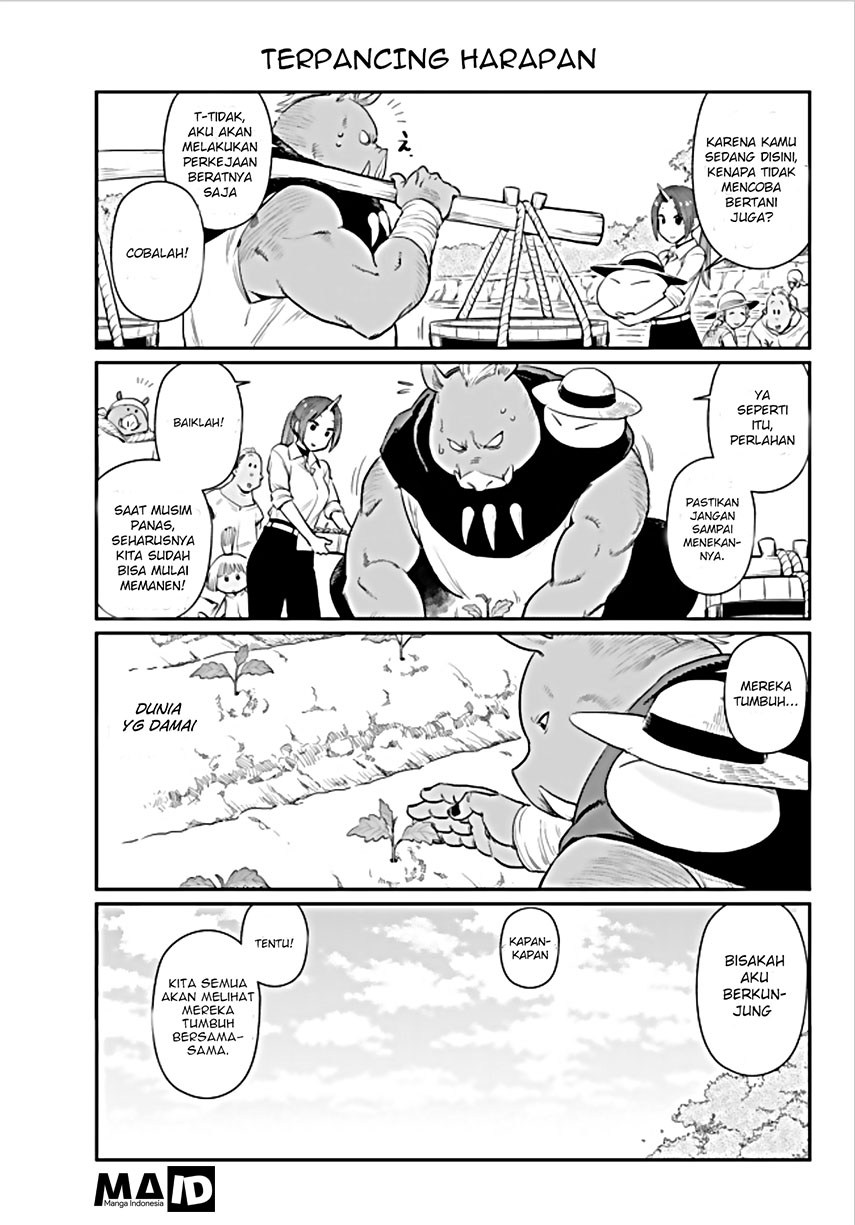 TERPANCING HARAPAN
KARENA KAMU
SEDANG DISINI,
KENAPA TIDAK
MENCOBA
BERTANI
JUGA?
え
T-TIDAK,
AKU AKAN
MELAKUKAN
PERKEJAAN
BERATNYA
SAJA
COBALAH!
YA
SEPERTI
ITU,
PERLAHAN
PASTIKAN
JANGAN
SAMPAI
MENEKAN-
NYA.
BAIKLAH!
SAAT MUSIM
PANAS,
SEHARUSNYA
KITA SUDAH
BISA MULAI
MEMANEN!
MEREKA
TUMBUH...
DUNIA
YG DAMAI
BISAKAH
AKU
BERKUN-
JUNG
KAPAN-
KAPAN
TENTU!
KITA SEMUA
AKAN MELIHAT
MEREKA
TUMBUH
BERSAMA-
SAMA.
MAID
Manga Indonesia